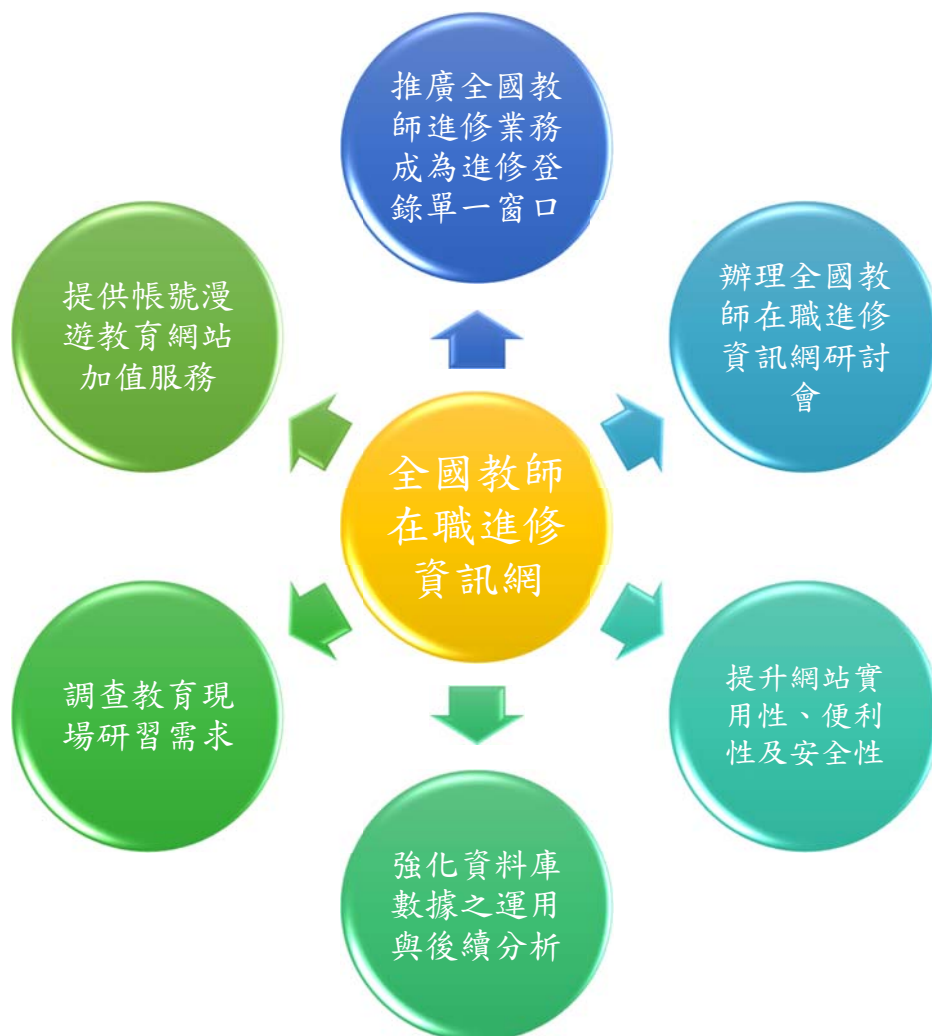 推廣全國教
師進修業務
成為進修登
錄單一窗口
辦理全國教
師在職進修
資訊網研討
會
提升網站實
用性、便利
性及安全性
強化資料庫
數據之運用
與後續分析
調查教育現
場研習需求
提供帳號漫
遊教育網站
加值服務
全國教師
在職進修
資訊網